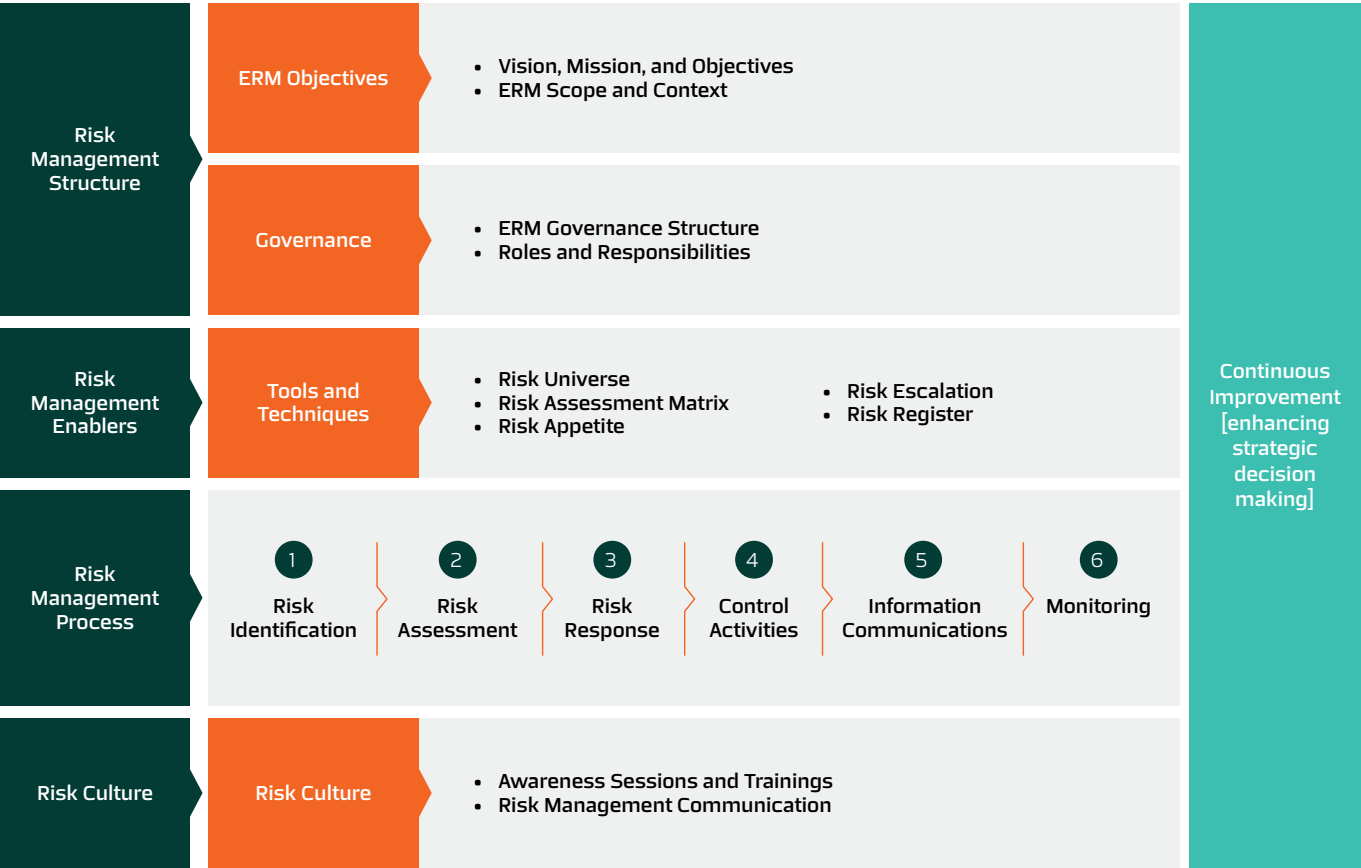 Risk
Management
Structure
ERM Objectives
• Vision, Mission, and Objectives
• ERM Scope and Context
Governance
• ERM Governance Structure
• Roles and Responsibilities
Risk
Management
Enablers
Tools and
Techniques
• Risk Universe
• Risk Assessment Matrix
• Risk Appetite
• Risk Escalation
• Risk Register
Risk
Management
Process
1
Risk
Identification
2
Risk
Assessment
3
Risk
Response
4
Control
Activities
5
Information
Communications
6
Monitoring
Risk Culture
Risk Culture
• Awareness Sessions and Trainings
• Risk Management Communication
Continuous
Improvement
[enhancing
strategic
decision
making]